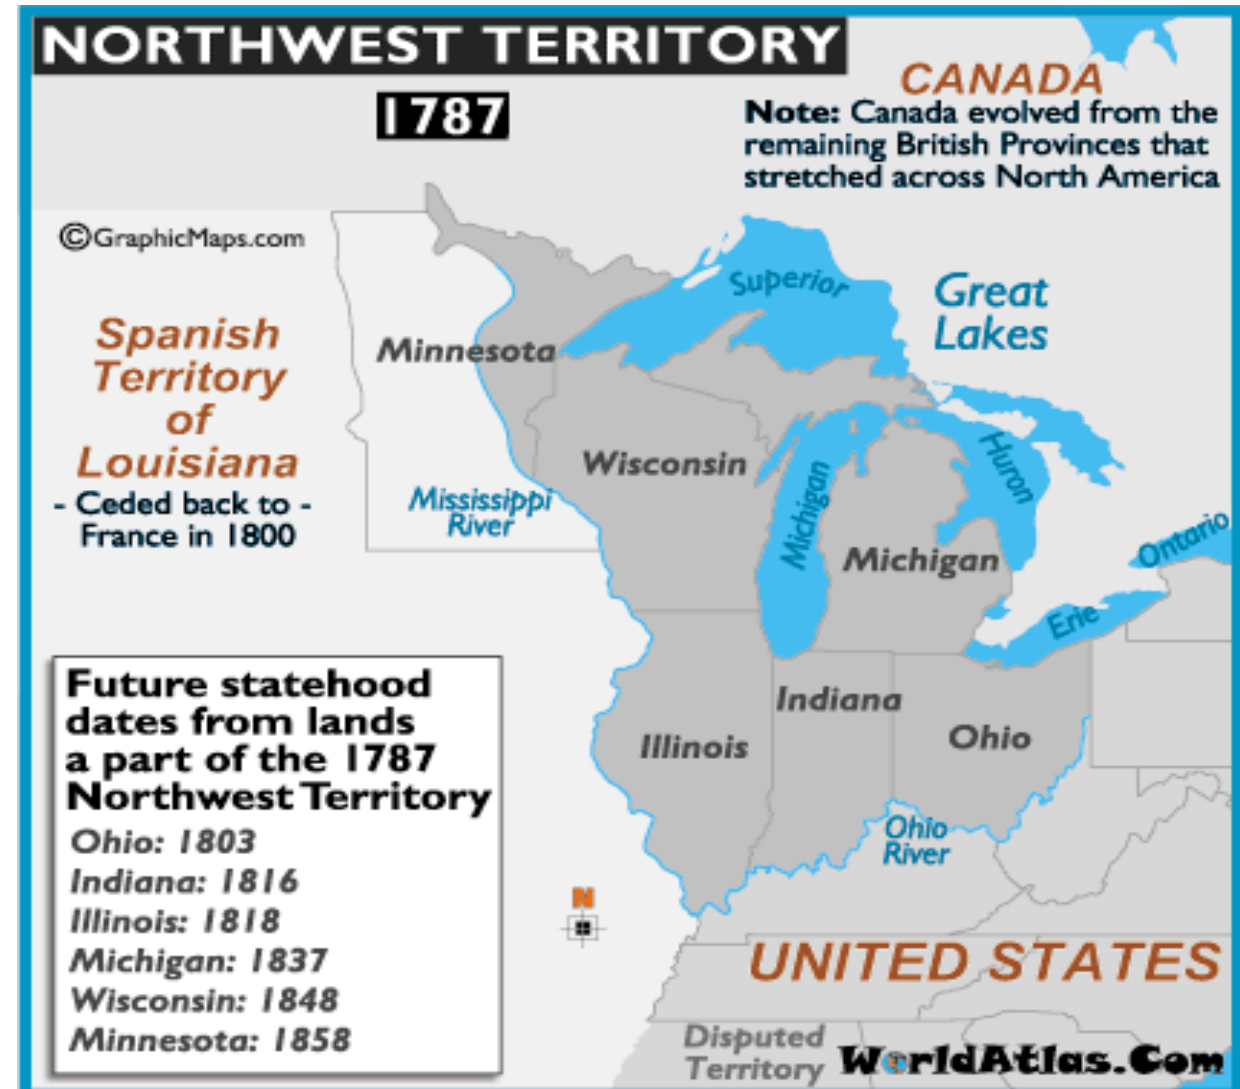 NORTHWEST TERRITORY
1787
CANADA
Note: Canada evolved from the
remaining British Provinces that
stretched across North America
©GraphicMaps.com
Spanish
Territory
of
Louisiana
- Ceded back to -
France in 1800
Superior
Great
Lakes
Minnesota
Wisconsin
Mississippi
River
Michigan
Huron
Michigan
Ontario
Erie
Indiana
Illinois
Ohio
Ohio
River
Future statehood
dates from lands
a part of the 1787
Northwest Territory
Ohio: 1803
Indiana: 1816
Illinois: 1818
Michigan: 1837
Wisconsin: 1848
Minnesota: 1858
N
UNITED STATES
Disputed
Territory
WorldAtlas.Com